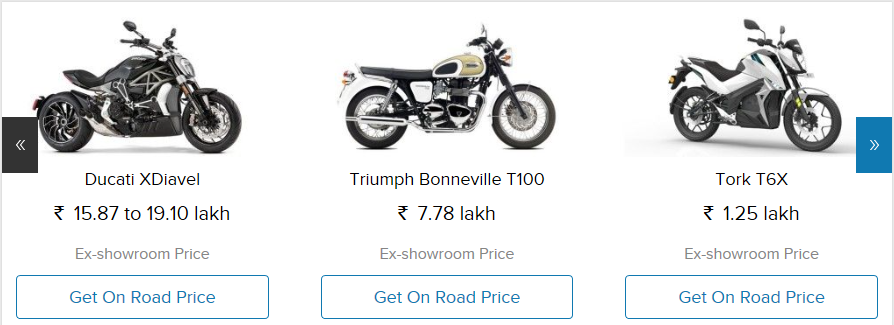 Ducati XDiavel
₹ 15.87 to 19.10 lakh
Ex-showroom Price
Get On Road Price
Triumph Bonneville T100
₹ 7.78 lakh
Ex-showroom Price
Get On Road Price
Tork T6X
₹ 1.25 lakh
Ex-showroom Price
Get On Road Price
«
»